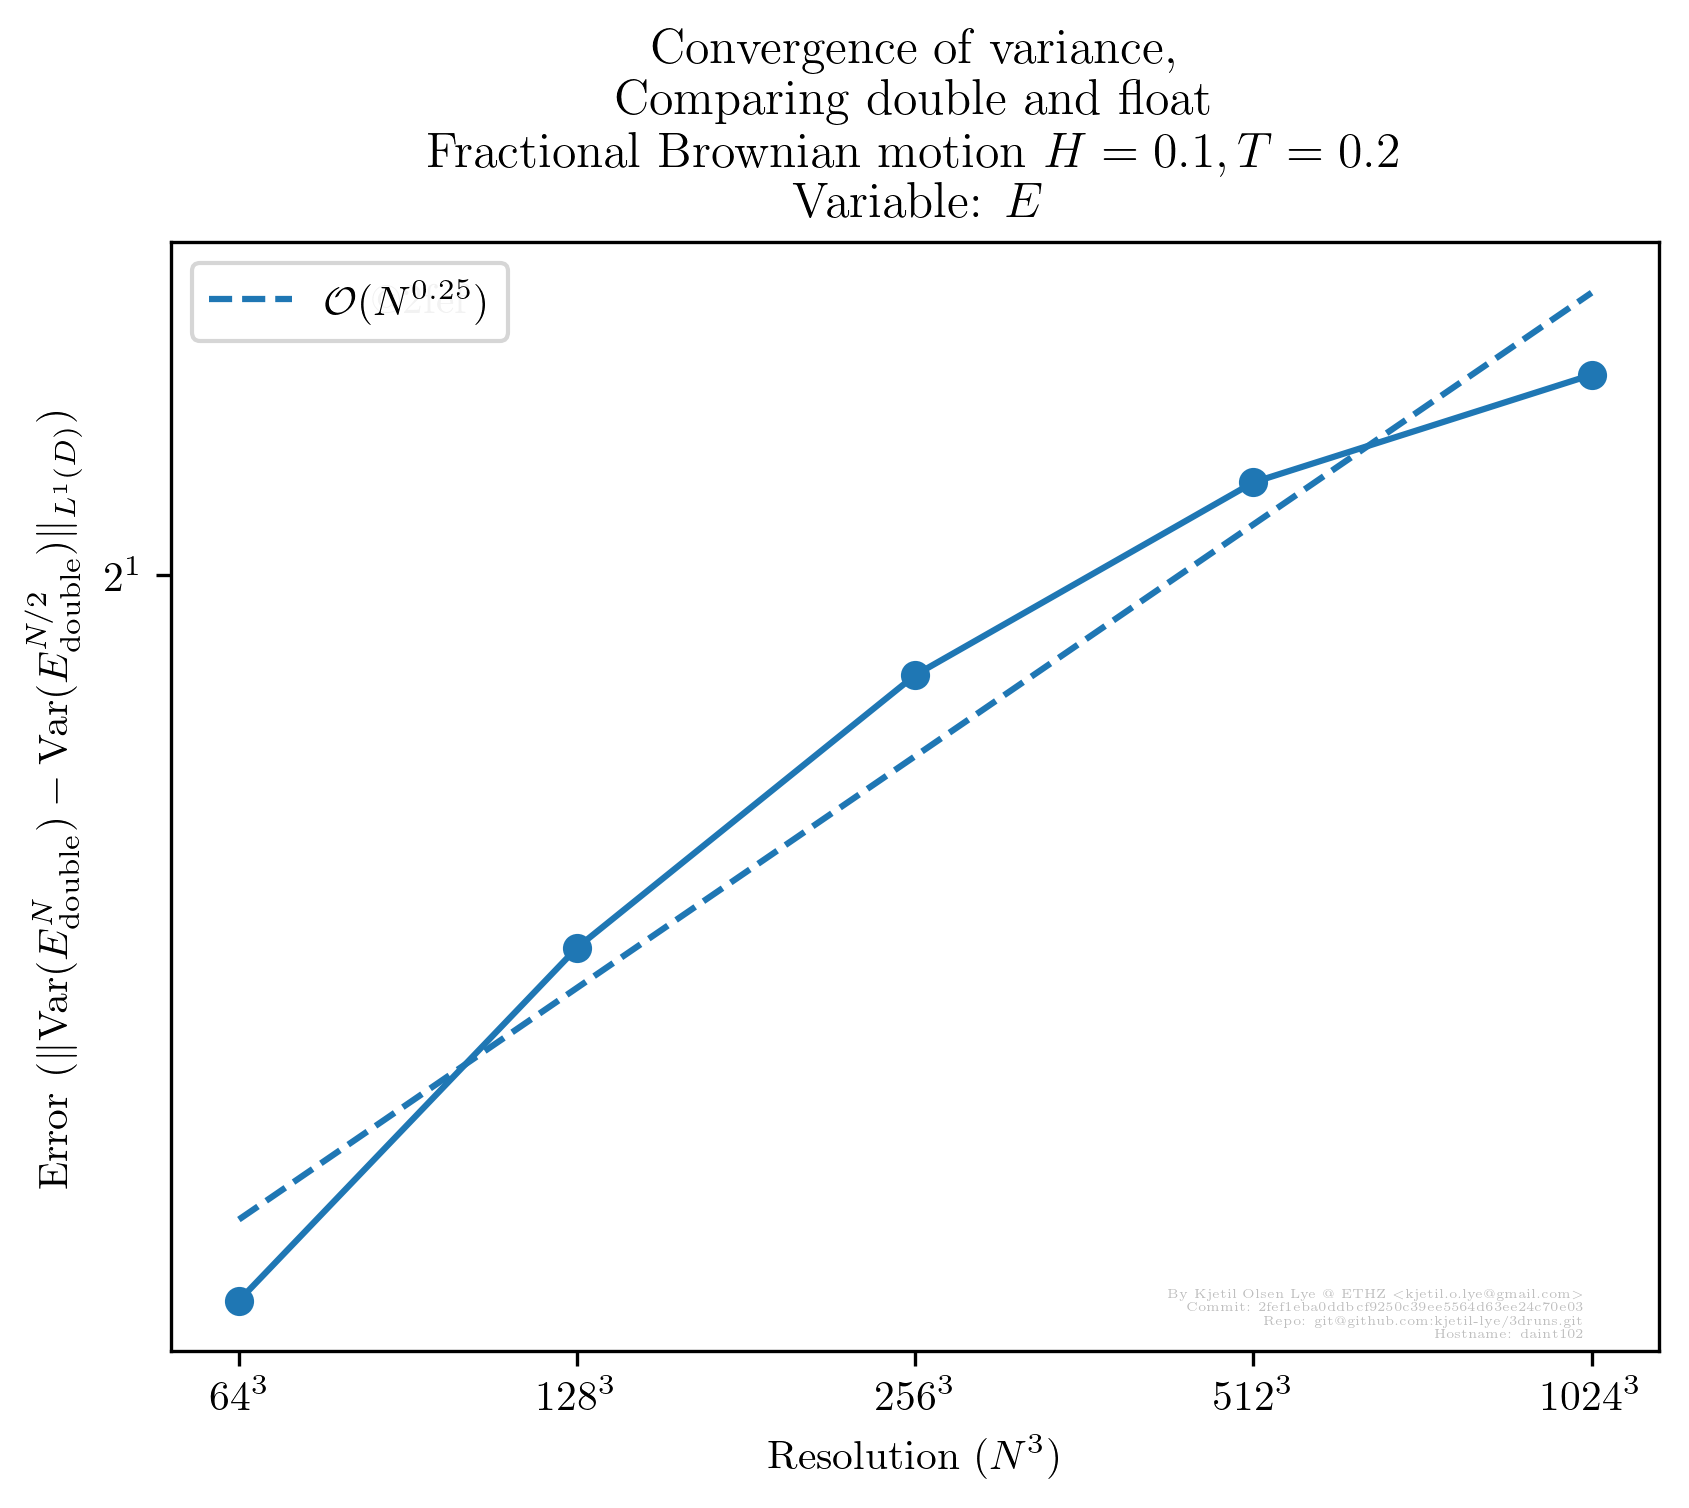 Convergence of variance,
Comparing double and float
Fractional Brownian motion H = 0.1, T = 0.2
Variable: E
𝒪(N^0.25)
2^1
Error (‖Var(E^N_double) − Var(E^N/2_double)‖_L^1(D))
By Kjetil Olsen Lye @ ETHZ <kjetil.o.lye@gmail.com>
Commit: 2fef1eba0ddbcf9250c39ee5564d63ee24c70e03
Repo: git@github.com:kjetil-lye/3druns.git
Hostname: daint102
64^3 128^3 256^3 512^3 1024^3
Resolution (N^3)